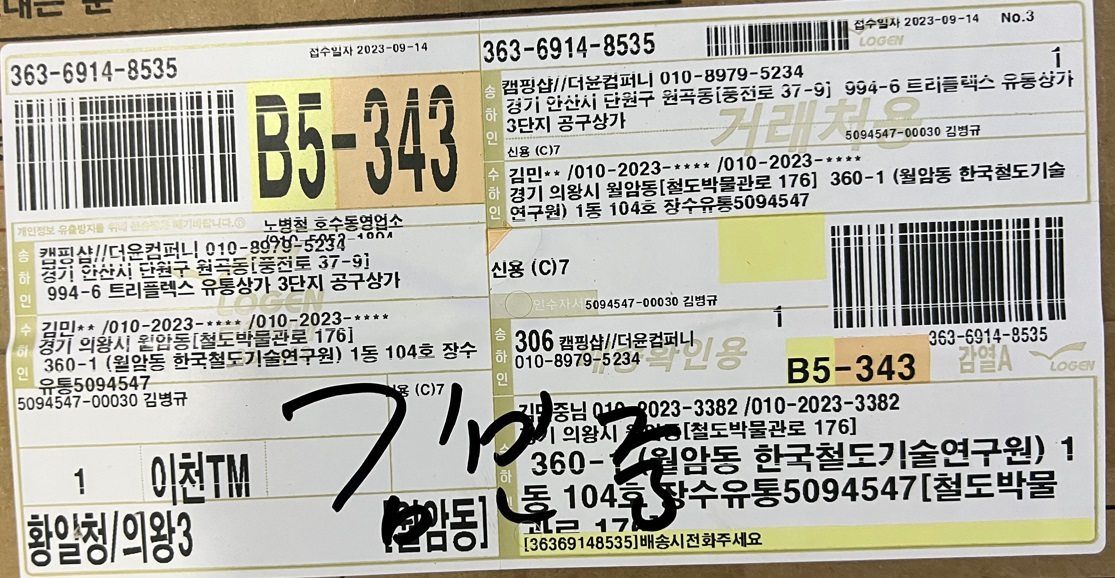 접수일자 2023-09-14
363-6914-8535
B5-343
개인정보 유출방지를 위해
노병철 호수동영업소
송하인
캠핑샵//더윤컴퍼니 010-8979-5234
경기 안산시 단원구 원곡동[풍전로 37-9]
994-6 트리플렉스 유통상가 3단지 공구상가
LOGEN
수하인
김민** /010-2023-**** /010-2023-****
경기 의왕시 월암동[철도박물관로 176]
360-1 (월암동 한국철도기술연구원) 1동 104호 장수
유통5094547
5094547-00030 김병규
용 (C)7
1 이천TM
황일청/의왕3
[월암동]
363-6914-8535
접수일자 2023-09-14 No.3
LOGEN
1
송하인
캠핑샵//더윤컴퍼니 010-8979-5234
경기 안산시 단원구 원곡동[풍전로 37-9] 994-6 트리플렉스 유통상가
3단지 공구상가
거래처용
5094547-00030 김병규
신용 (C)7
수하인
김민** /010-2023-**** /010-2023-****
경기 의왕시 월암동[철도박물관로 176] 360-1 (월암동 한국철도기술
연구원) 1동 104호 장수유통5094547
신용 (C)7
인수자서
5094547-00030 김병규
1
363-6914-8535
송하인
306 캠핑샵//더윤컴퍼니
010-8979-5234
확인용
B5-343
감열A
LOGEN
김민중님 010-2023-3382 /010-2023-3382
경기 의왕시 월암동[철도박물관로 176]
360-1 (월암동 한국철도기술연구원) 1
동 104호 장수유통5094547[철도박물
관로 176]
[36369148535]배송시전화주세요
김민중